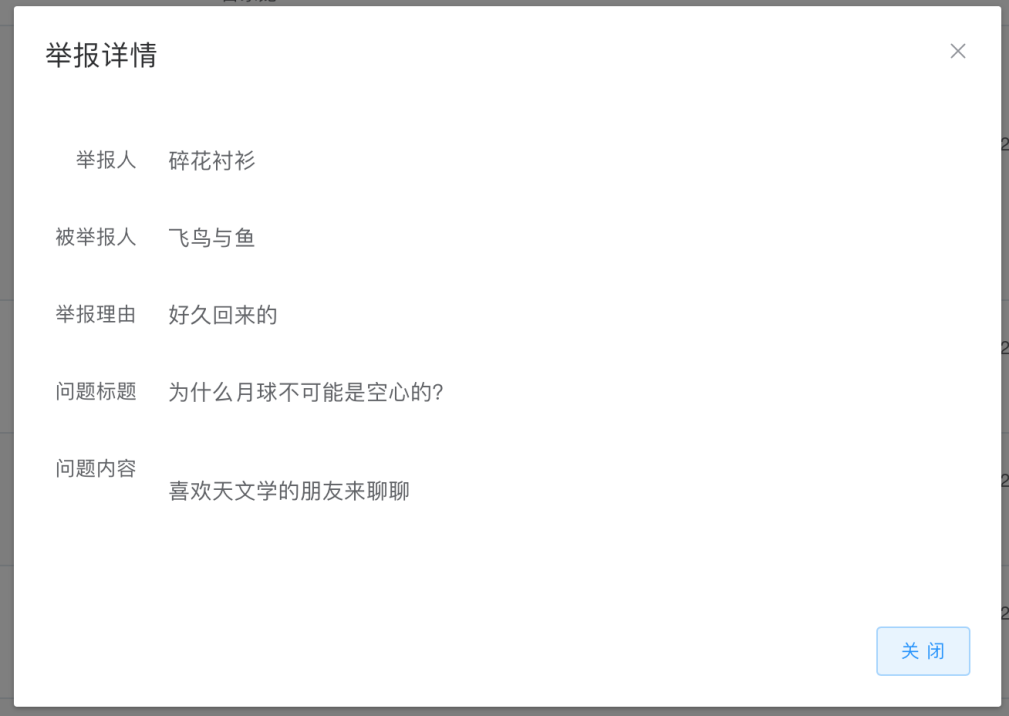 举报详情
举报人 碎花衬衫
被举报人 飞鸟与鱼
举报理由 好久回来的
问题标题 为什么月球不可能是空心的?
问题内容
喜欢天文学的朋友来聊聊
关 闭